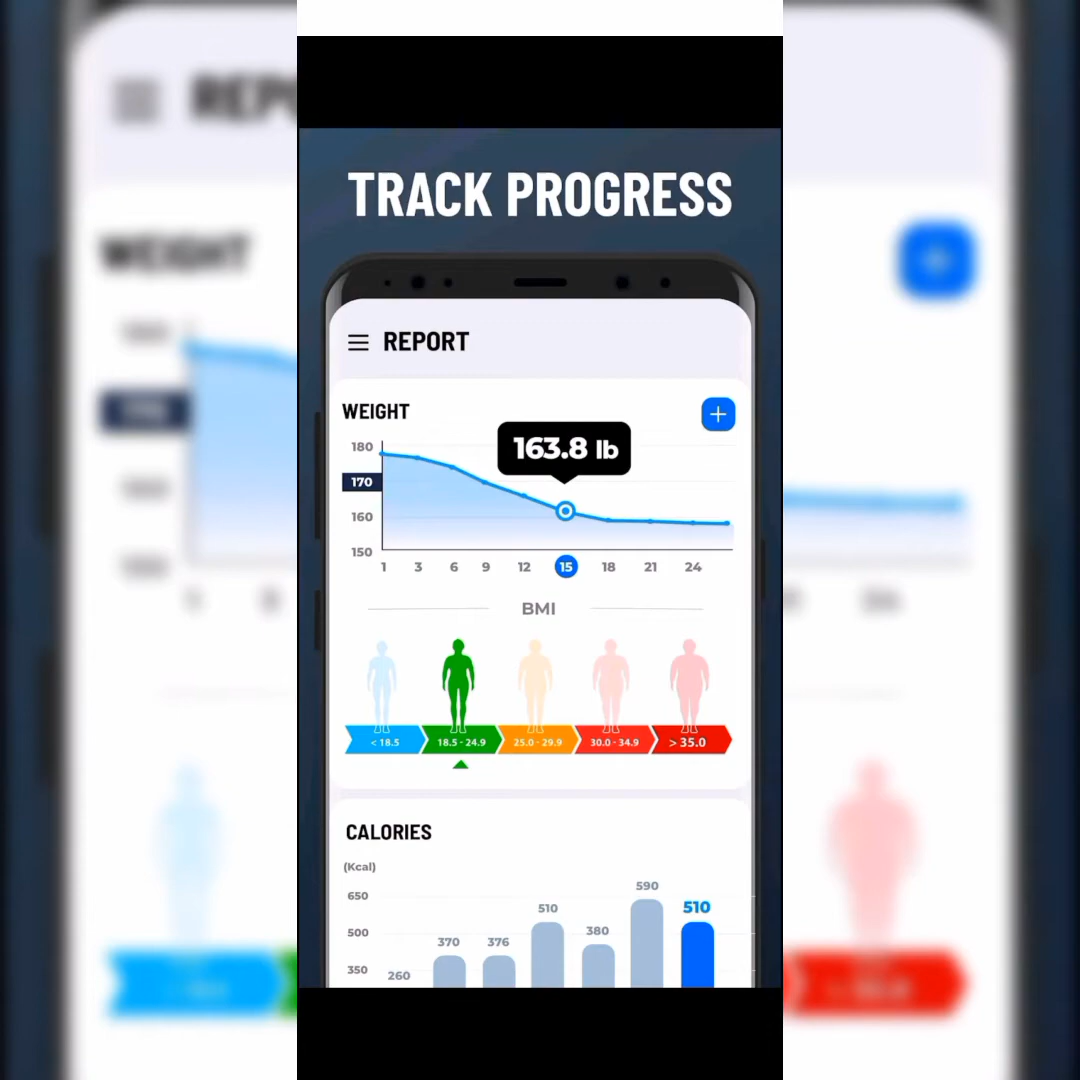 TRACK PROGRESS
REPORT
WEIGHT
163.8 lb
180
170
160
150
1 3 6 9 12 15 18 21 24
BMI
< 18.5 18.5 - 24.9 25.0 - 29.9 30.0 - 34.9 > 35.0
CALORIES
(Kcal)
650
500
350
260 370 376 510 380 590 510